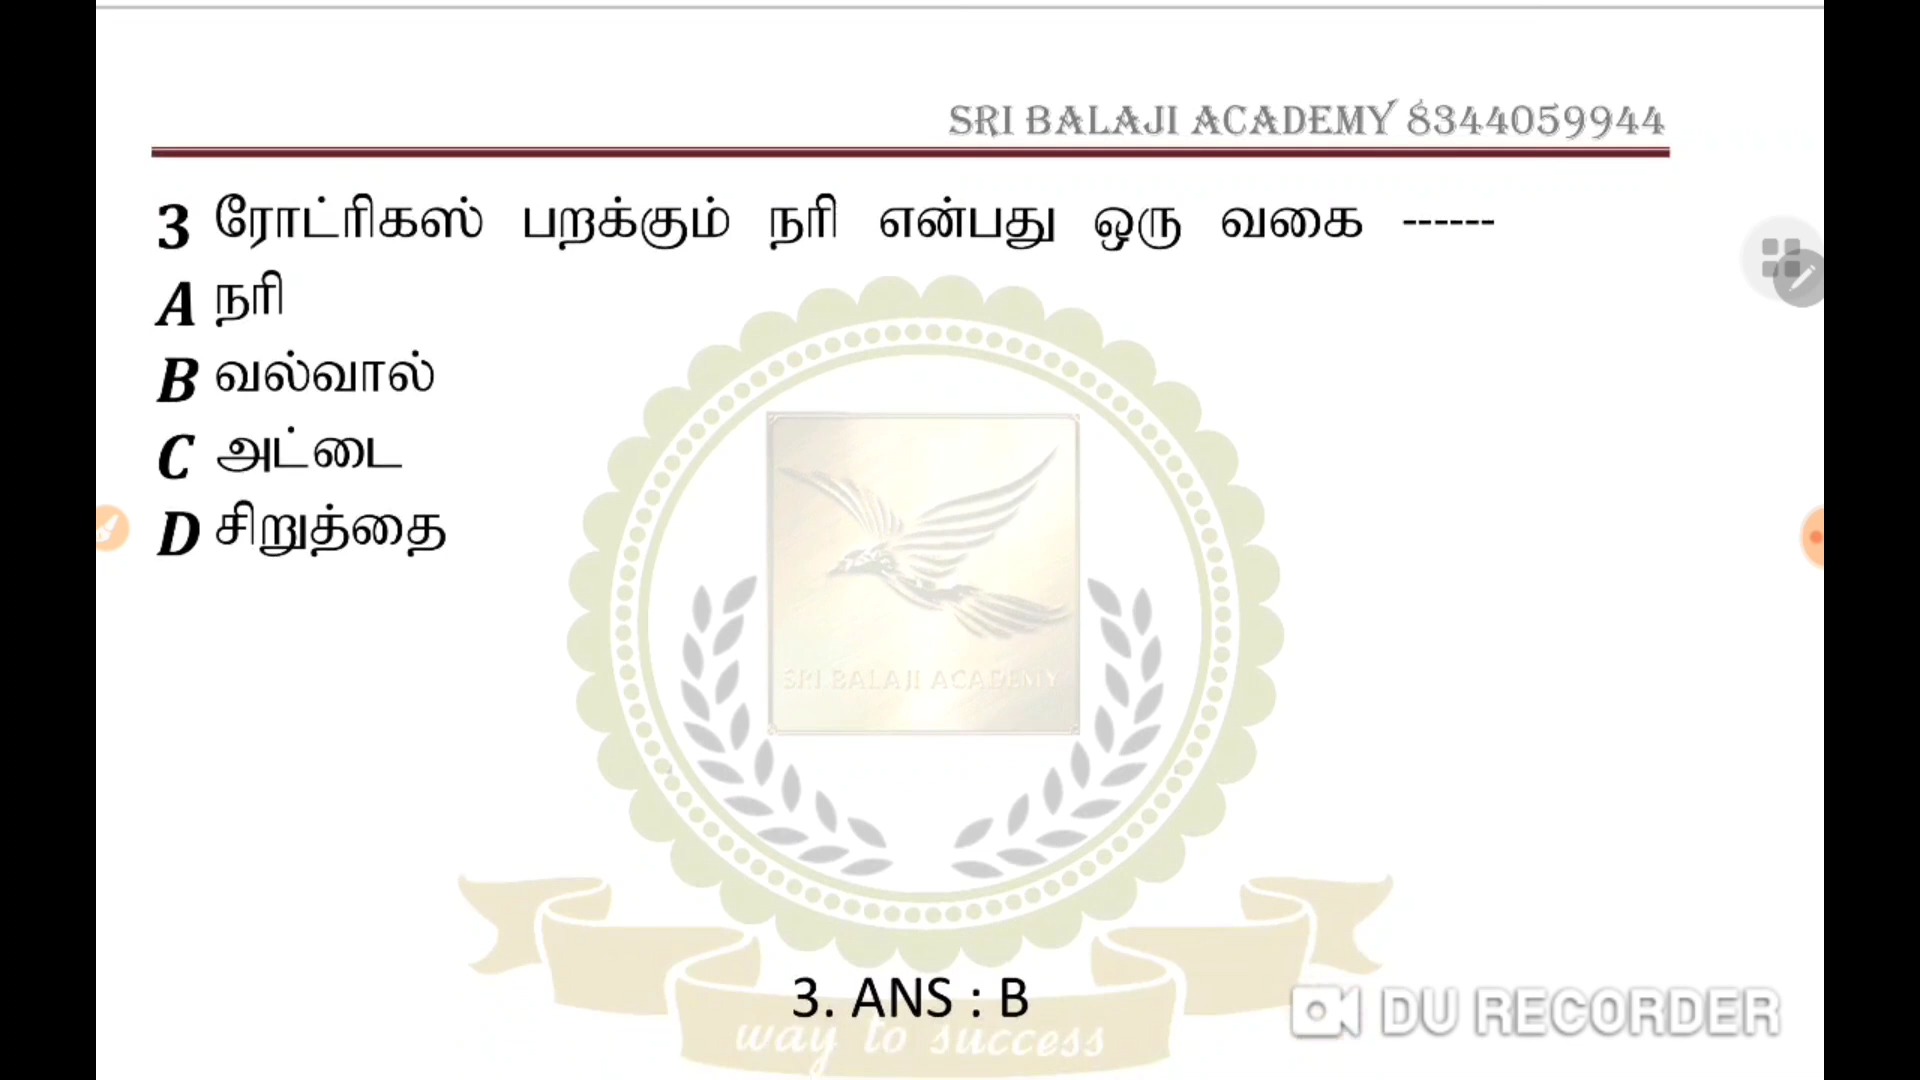 SRI BALAJI ACADEMY 8344059944
3 ரோட்ரிகஸ் பறக்கும் நரி என்பது ஒரு வகை ------
A நரி
B வல்வால்
C அட்டை
D சிறுத்தை
SRI BALAJI ACADEMY
3. ANS : B
way to success
DU RECORDER